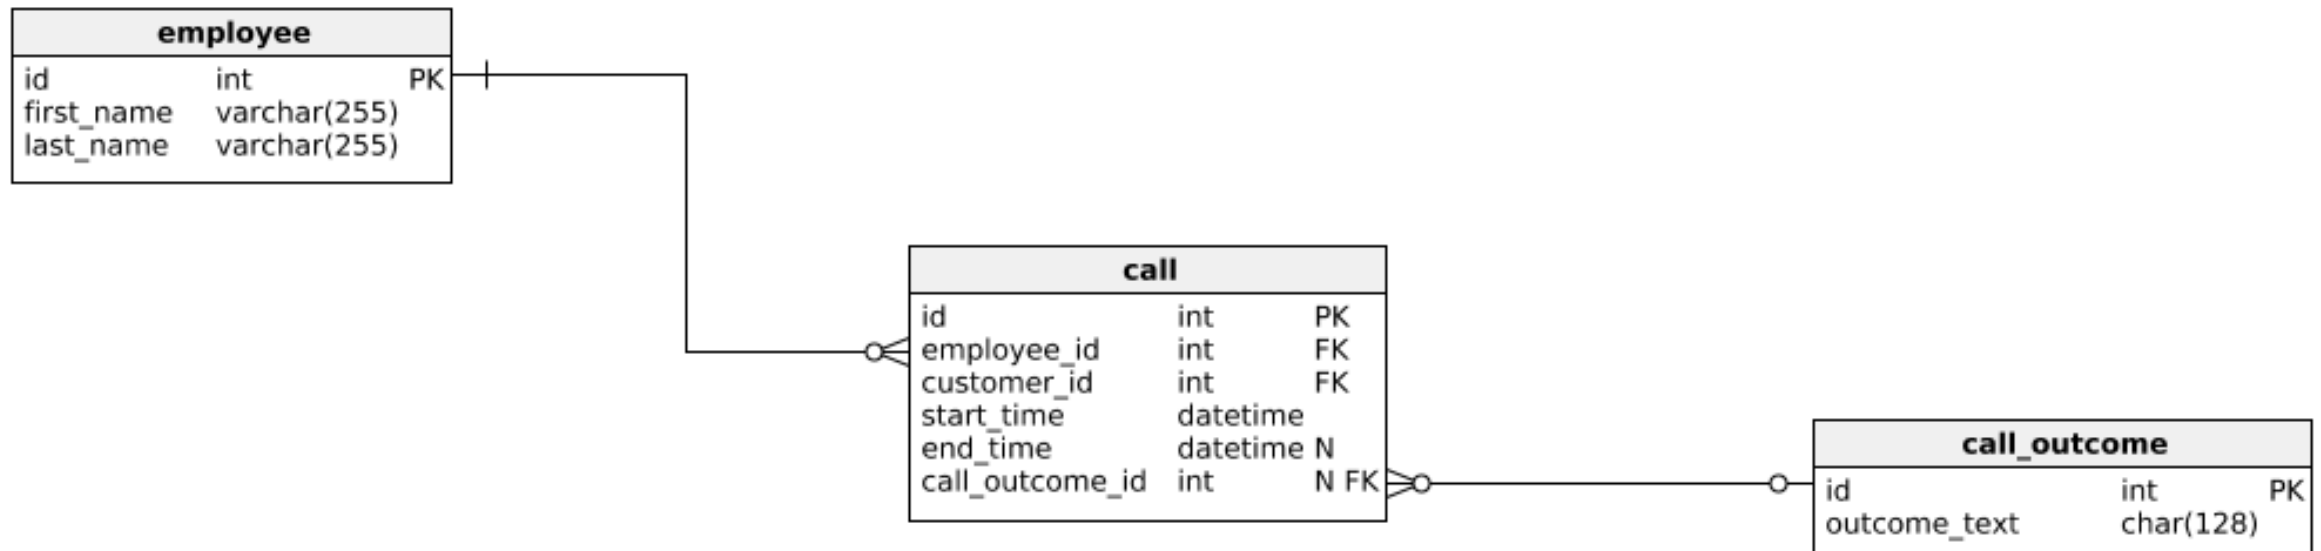 employee
id int PK
first_name varchar(255)
last_name varchar(255)
call
id int PK
employee_id int FK
customer_id int FK
start_time datetime
end_time datetime N
call_outcome_id int N FK
call_outcome
id int PK
outcome_text char(128)